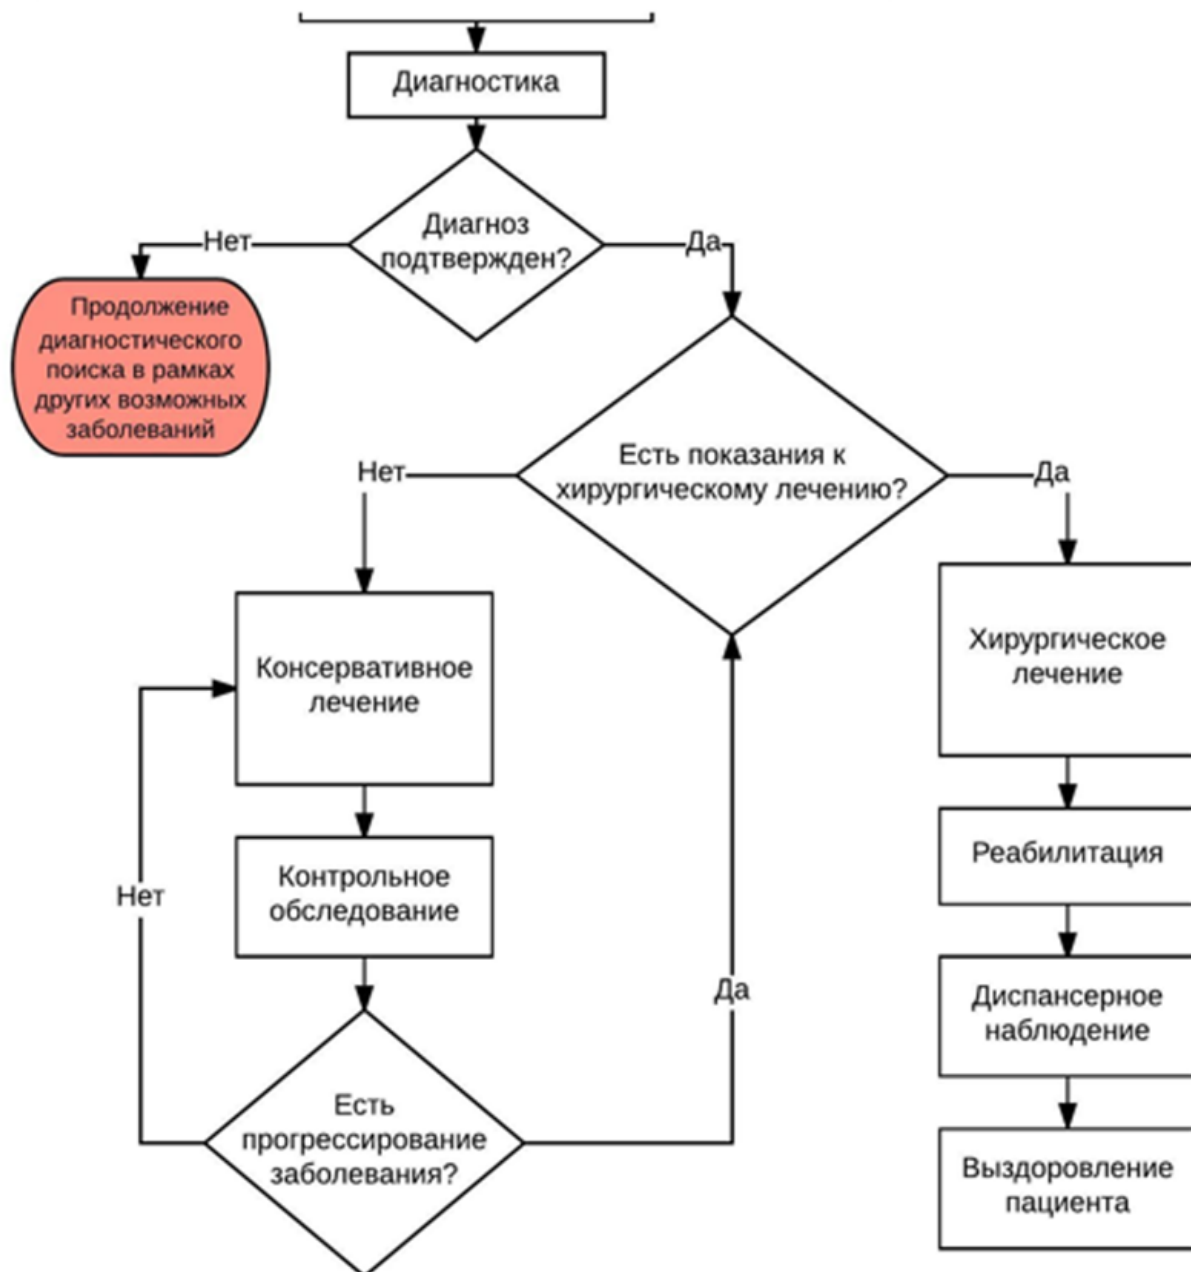 Диагностика
Диагноз
подтвержден?
Нет
Да
Продолжение
диагностического
поиска в рамках
других возможных
заболеваний
Есть показания к
хирургическому лечению?
Нет
Да
Консервативное
лечение
Хирургическое
лечение
Контрольное
обследование
Реабилитация
Нет
Да
Диспансерное
наблюдение
Есть
прогрессирование
заболевания?
Выздоровление
пациента